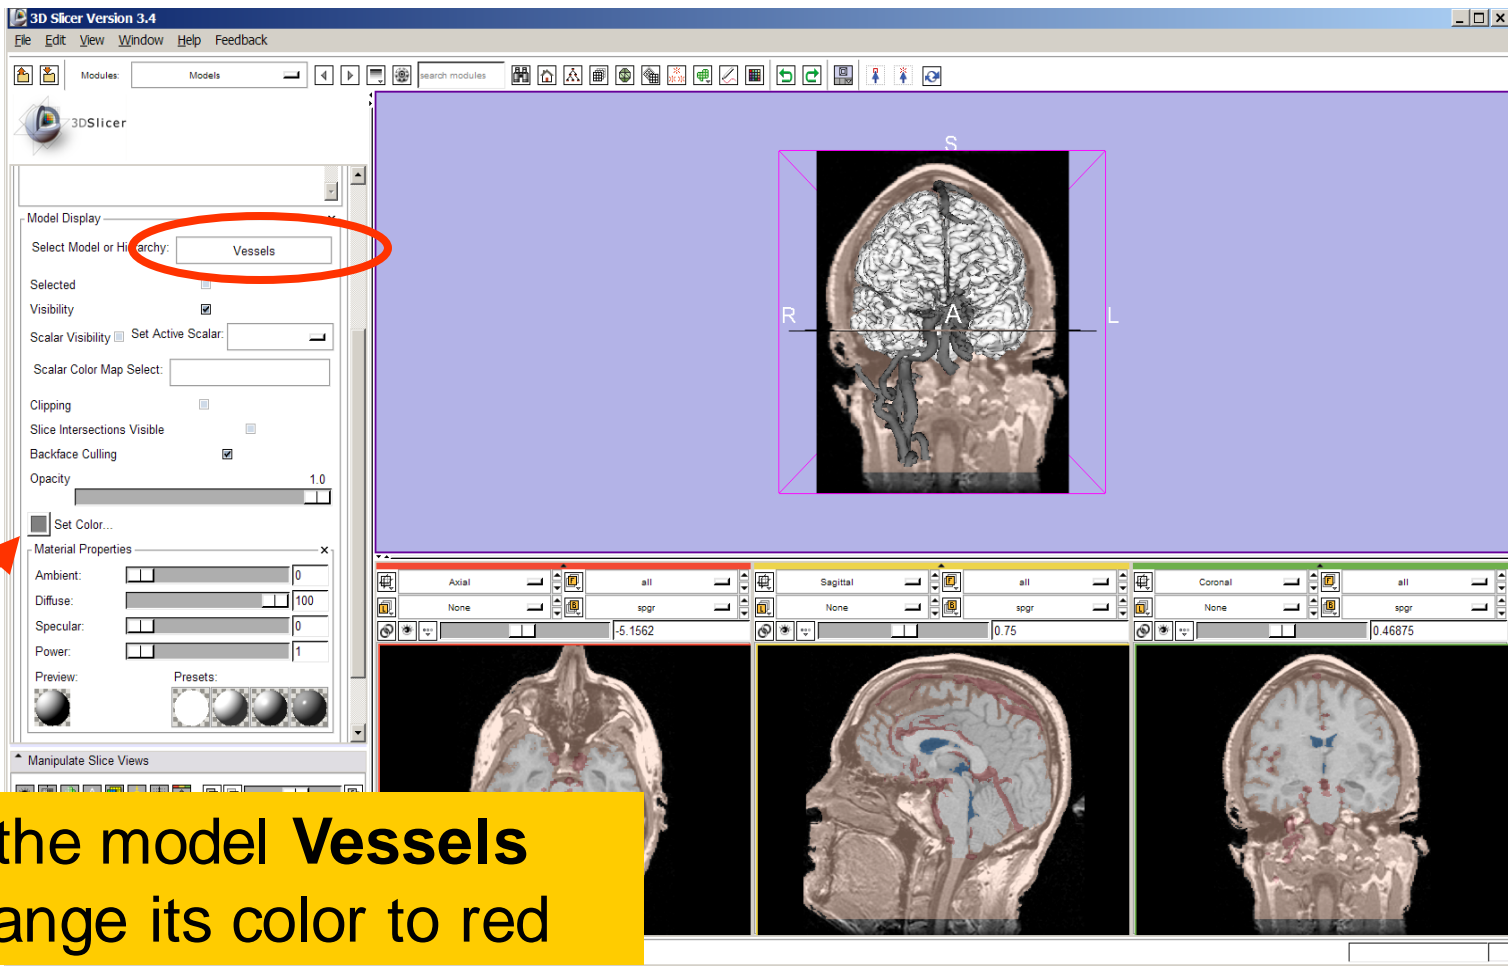 3D Slicer Version 3.4
File Edit View Window Help Feedback
Modules: Models search modules
3DSlicer
Model Display
Select Model or Hierarchy: Vessels
Selected
Visibility
Scalar Visibility Set Active Scalar:
Scalar Color Map Select:
Clipping
Slice Intersections Visible
Backface Culling
Opacity 1.0
Set Color...
Material Properties
Ambient: 0
Diffuse: 100
Specular: 0
Power: 1
Preview: Presets:
Manipulate Slice Views
S
R A L
Axial all
None spgr
-5.1562
Sagittal all
None spgr
0.75
Coronal all
None spgr
0.46875
the model Vessels
ange its color to red